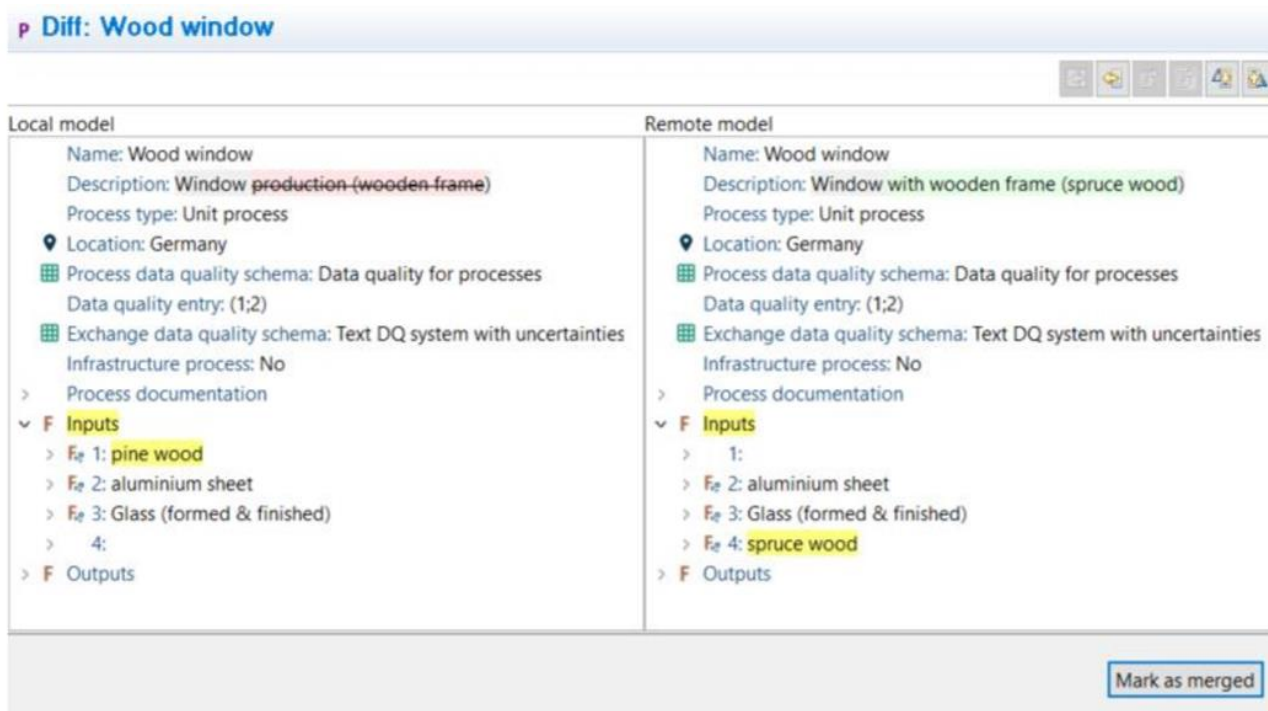 P Diff: Wood window
Local model
Name: Wood window
Description: Window production (wooden frame)
Process type: Unit process
Location: Germany
Process data quality schema: Data quality for processes
Data quality entry: (1;2)
Exchange data quality schema: Text DQ system with uncertainties
Infrastructure process: No
> Process documentation
F Inputs
> Fe 1: pine wood
> Fe 2: aluminium sheet
> Fe 3: Glass (formed & finished)
> 4:
> F Outputs
Remote model
Name: Wood window
Description: Window with wooden frame (spruce wood)
Process type: Unit process
Location: Germany
Process data quality schema: Data quality for processes
Data quality entry: (1;2)
Exchange data quality schema: Text DQ system with uncertainties
Infrastructure process: No
> Process documentation
F Inputs
> 1:
> Fe 2: aluminium sheet
> Fe 3: Glass (formed & finished)
> Fe 4: spruce wood
> F Outputs
Mark as merged